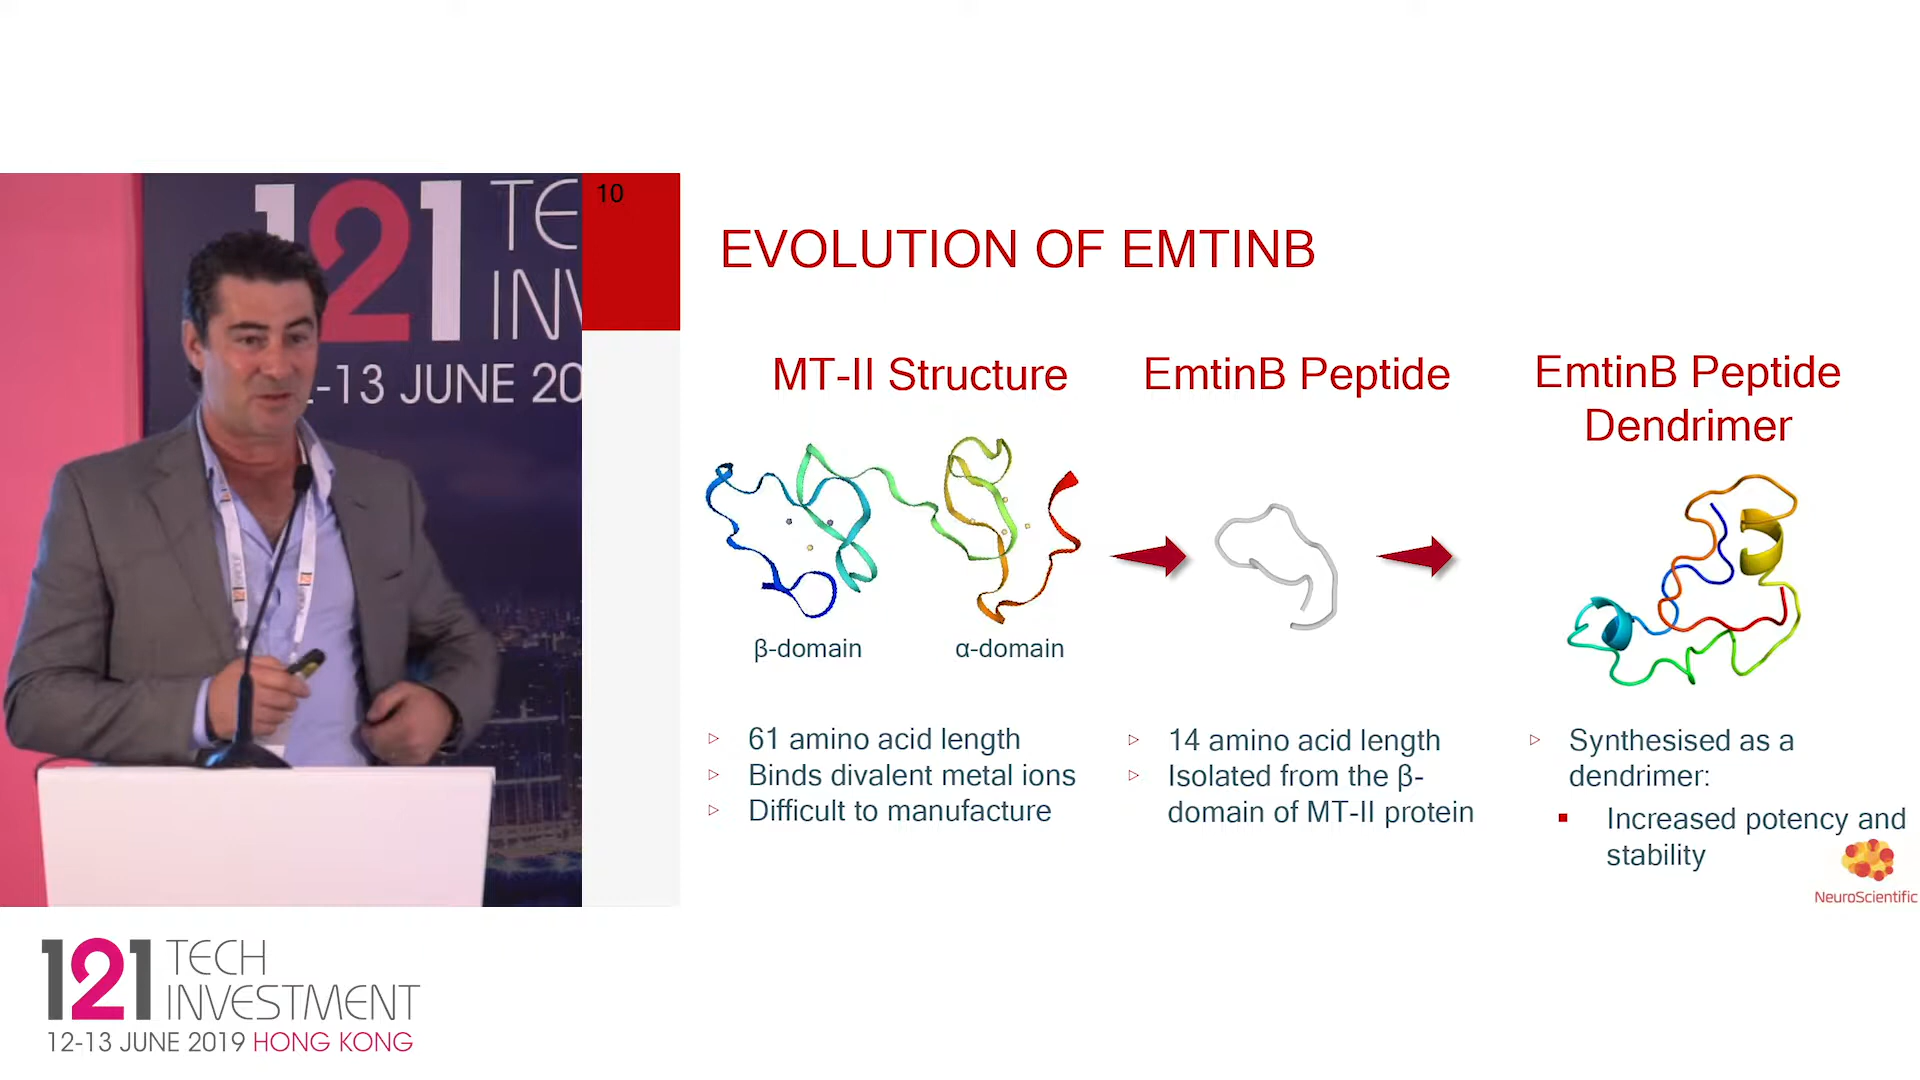 121 TE
INV
-13 JUNE 20
10
EVOLUTION OF EMTINB
MT-II Structure
β-domain
α-domain
▹ 61 amino acid length
▹ Binds divalent metal ions
▹ Difficult to manufacture
EmtinB Peptide
▹ 14 amino acid length
▹ Isolated from the β-
domain of MT-II protein
EmtinB Peptide
Dendrimer
▹ Synthesised as a
dendrimer:
▪ Increased potency and
stability
NeuroScientific
121 TECH
INVESTMENT
12-13 JUNE 2019 HONG KONG